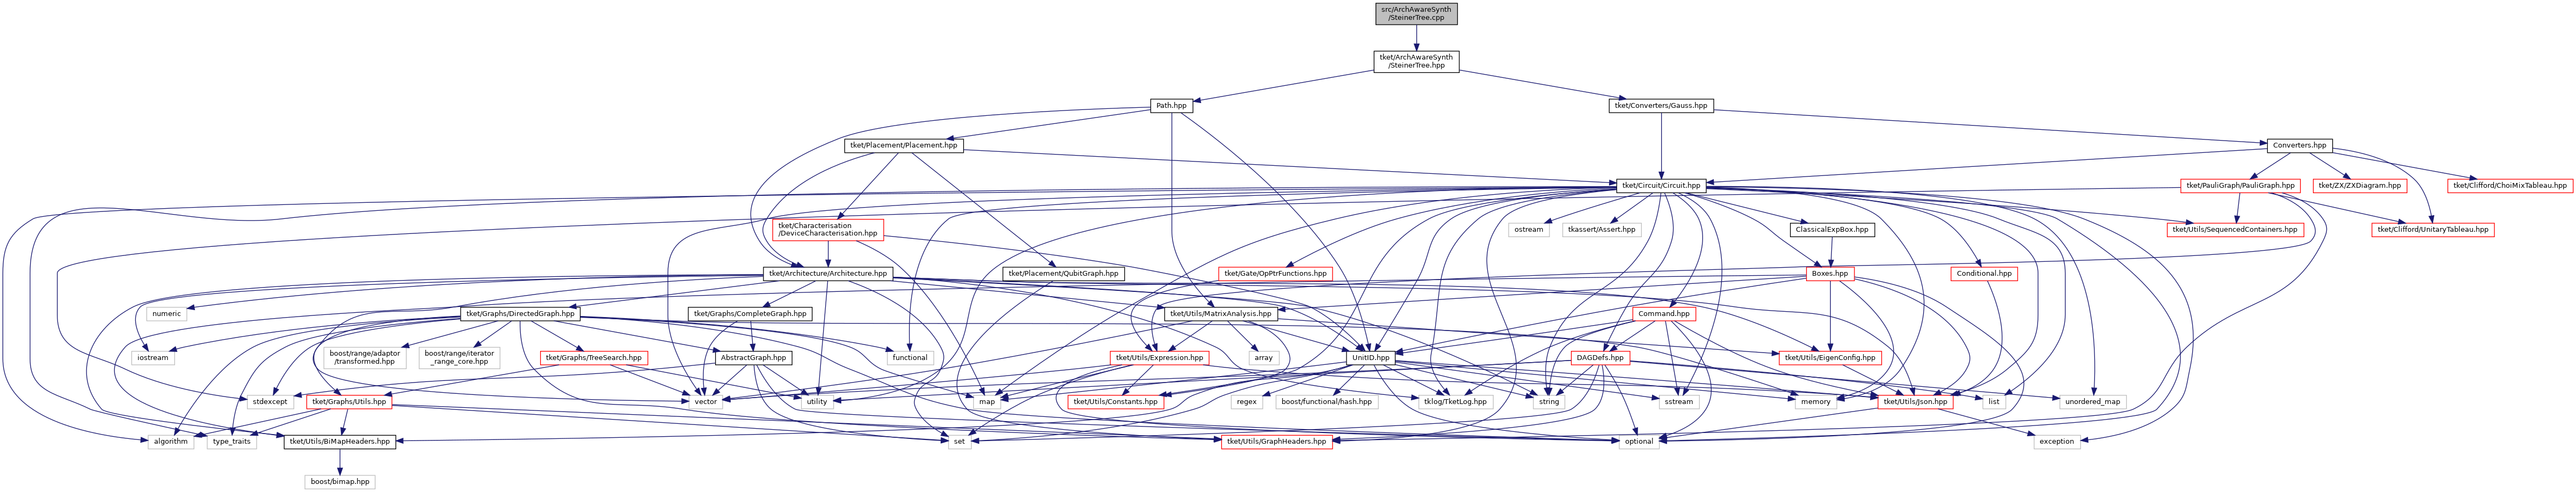 src/ArchAwareSynth
/SteinerTree.cpp
tket/ArchAwareSynth
/SteinerTree.hpp
Path.hpp
tket/Converters/Gauss.hpp
tket/Placement/Placement.hpp
Converters.hpp
tket/Circuit/Circuit.hpp
tket/PauliGraph/PauliGraph.hpp
tket/ZX/ZXDiagram.hpp
tket/Clifford/ChoiMixTableau.hpp
tket/Characterisation
/DeviceCharacterisation.hpp
ostream
tkassert/Assert.hpp
ClassicalExpBox.hpp
tket/Utils/SequencedContainers.hpp
tket/Clifford/UnitaryTableau.hpp
tket/Architecture/Architecture.hpp
tket/Placement/QubitGraph.hpp
tket/Gate/OpPtrFunctions.hpp
Boxes.hpp
Conditional.hpp
numeric
tket/Graphs/DirectedGraph.hpp
tket/Graphs/CompleteGraph.hpp
tket/Utils/MatrixAnalysis.hpp
Command.hpp
iostream
boost/range/adaptor
/transformed.hpp
boost/range/iterator
_range_core.hpp
tket/Graphs/TreeSearch.hpp
AbstractGraph.hpp
functional
tket/Utils/Expression.hpp
array
UnitID.hpp
DAGDefs.hpp
tket/Utils/EigenConfig.hpp
stdexcept
tket/Graphs/Utils.hpp
vector
utility
map
tket/Utils/Constants.hpp
regex
boost/functional/hash.hpp
tklog/TketLog.hpp
string
sstream
memory
tket/Utils/Json.hpp
list
unordered_map
algorithm
type_traits
tket/Utils/BiMapHeaders.hpp
set
tket/Utils/GraphHeaders.hpp
optional
exception
boost/bimap.hpp